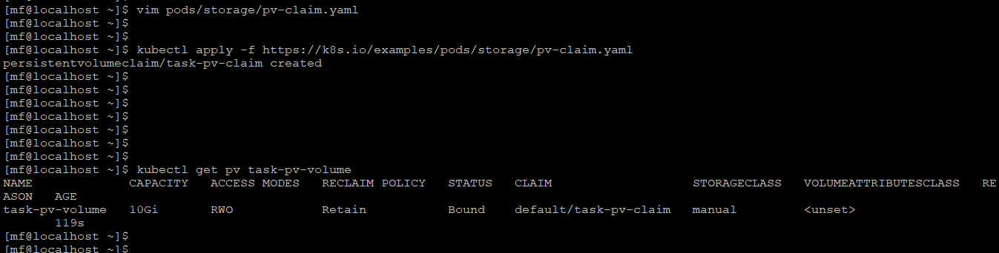 [mf@localhost ~]$ vim pods/storage/pv-claim.yaml
[mf@localhost ~]$
[mf@localhost ~]$
[mf@localhost ~]$ kubectl apply -f https://k8s.io/examples/pods/storage/pv-claim.yaml
persistentvolumeclaim/task-pv-claim created
[mf@localhost ~]$
[mf@localhost ~]$
[mf@localhost ~]$
[mf@localhost ~]$
[mf@localhost ~]$
[mf@localhost ~]$
[mf@localhost ~]$
[mf@localhost ~]$ kubectl get pv task-pv-volume
NAME             CAPACITY   ACCESS MODES   RECLAIM POLICY   STATUS   CLAIM                   STORAGECLASS   VOLUMEATTRIBUTESCLASS   RE
ASON   AGE
task-pv-volume   10Gi       RWO            Retain           Bound    default/task-pv-claim   manual         <unset>
       119s
[mf@localhost ~]$
[mf@localhost ~]$